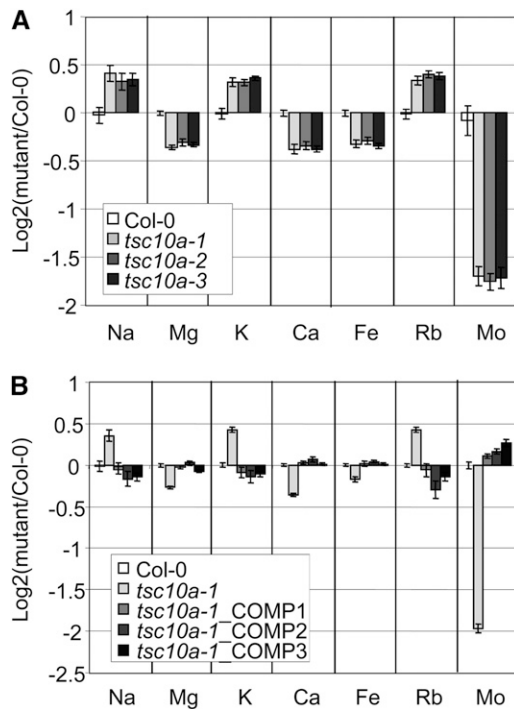 A
Log2(mutant/Col-0)
1
0.5
0
-0.5
-1
-1.5
-2
Col-0
tsc10a-1
tsc10a-2
tsc10a-3
Na Mg K Ca Fe Rb Mo
B
Log2(mutant/Col-0)
1
0.5
0
-0.5
-1
-1.5
-2
-2.5
Col-0
tsc10a-1
tsc10a-1_COMP1
tsc10a-1_COMP2
tsc10a-1_COMP3
Na Mg K Ca Fe Rb Mo